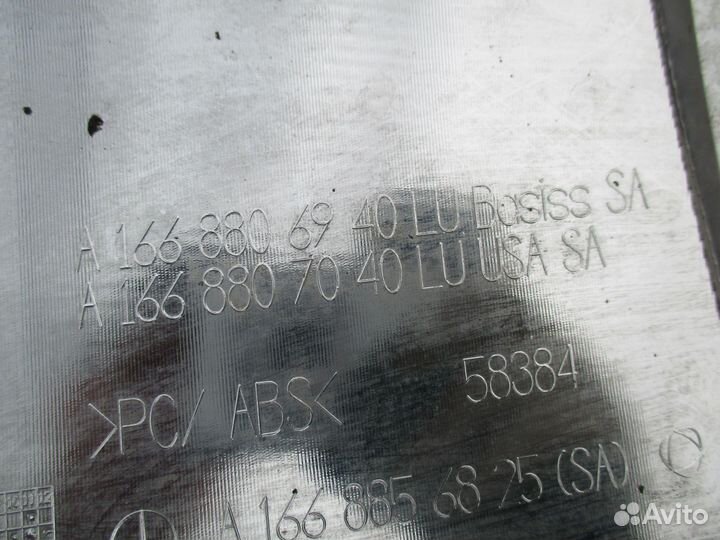 A 166 880 69 40 LU Basiss SA
A 166 880 70 40 LU USA SA
>PC/ ABS< 58384
A 166 885 68 25 (SA)
Avito